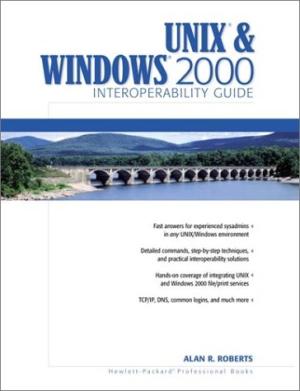 UNIX® &
WINDOWS® 2000
INTEROPERABILITY GUIDE
Fast answers for experienced sysadmins
in any UNIX/Windows environment
Detailed commands, step-by-step techniques,
and practical interoperability solutions
Hands-on coverage of integrating UNIX
and Windows 2000 file/print services
TCP/IP, DNS, common logins, and much more
ALAN R. ROBERTS
Hewlett-Packard® Professional Books